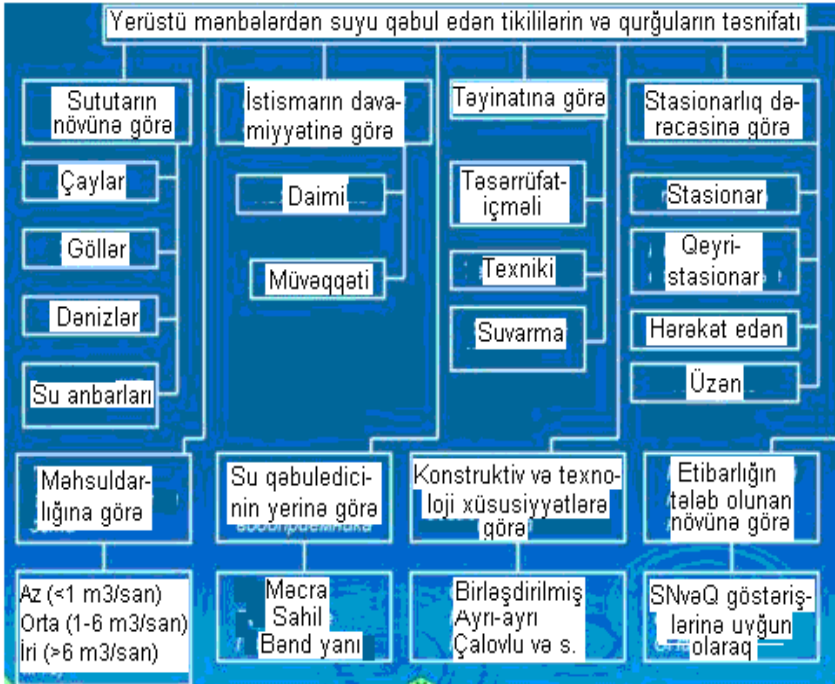 Yerüstü mənbələrdən suyu qəbul edən tikililərin və qurğuların təsnifatı
Sututarın
növünə görə
Çaylar
Göllər
Dənizlər
Su anbarları
İstismarın dava-
miyyətinə görə
Daimi
Müvəqqəti
Təyinatına görə
Təsərrüfat-
içməli
Texniki
Suvarma
Stasionarlıq də-
rəcəsinə görə
Stasionar
Qeyri-
stasionar
Hərəkət edən
Üzən
Məhsuldar-
lığına görə
Az (<1 m3/san)
Orta (1-6 m3/san)
İri (>6 m3/san)
Su qəbuledici-
nin yerinə görə
Məcra
Sahil
Bənd yanı
Konstruktiv və texno-
loji xüsusiyyətlərə
görə
Birləşdirilmiş
Ayrı-ayrı
Çalovlu və s.
Etibarlığın
tələb olunan
növünə görə
SNvəQ göstəriş-
lərinə uyğun
olaraq